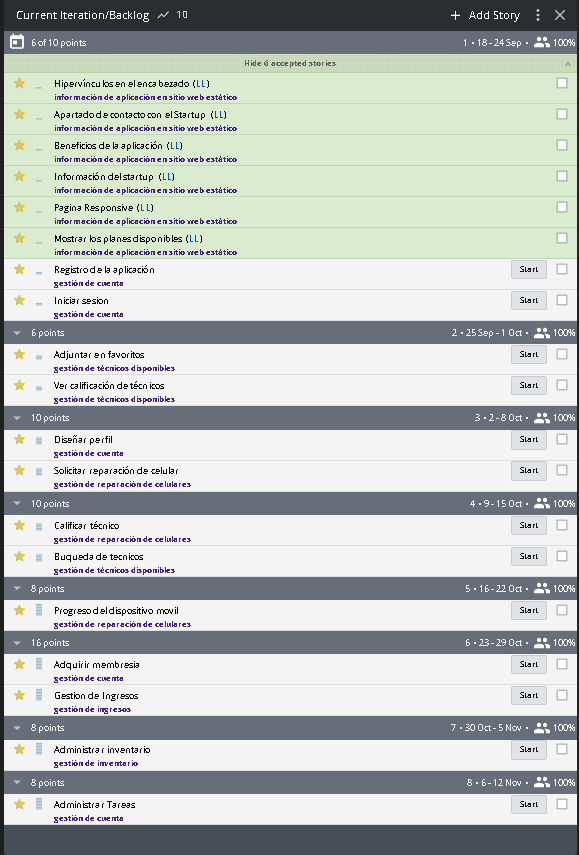 Current Iteration/Backlog 10 + Add Story
6 of 10 points 1 • 18 - 24 Sep • 100%
Hide 6 accepted stories
Hipervínculos en el encabezado (LL)
información de aplicación en sitio web estático
Apartado de contacto con el Startup (LL)
información de aplicación en sitio web estático
Beneficios de la aplicación (LL)
información de aplicación en sitio web estático
Información del startup (LL)
información de aplicación en sitio web estático
Pagina Responsive (LL)
información de aplicación en sitio web estático
Mostrar los planes disponibles (LL)
información de aplicación en sitio web estático
Registro de la aplicación Start
gestión de cuenta
Iniciar sesion Start
gestión de cuenta
6 points 2 • 25 Sep - 1 Oct • 100%
Adjuntar en favoritos Start
gestión de técnicos disponibles
Ver calificación de técnicos Start
gestión de técnicos disponibles
10 points 3 • 2 - 8 Oct • 100%
Diseñar perfil Start
gestión de cuenta
Solicitar reparación de celular Start
gestión de reparación de celulares
10 points 4 • 9 - 15 Oct • 100%
Calificar técnico Start
gestión de reparación de celulares
Buqueda de tecnicos Start
gestión de técnicos disponibles
8 points 5 • 16 - 22 Oct • 100%
Progreso del dispositivo movil Start
gestión de reparación de celulares
16 points 6 • 23 - 29 Oct • 100%
Adquirir membresia Start
gestión de cuenta
Gestion de Ingresos Start
gestión de ingresos
8 points 7 • 30 Oct - 5 Nov • 100%
Administrar inventario Start
gestión de inventario
8 points 8 • 6 - 12 Nov • 100%
Administrar Tareas Start
gestión de cuenta